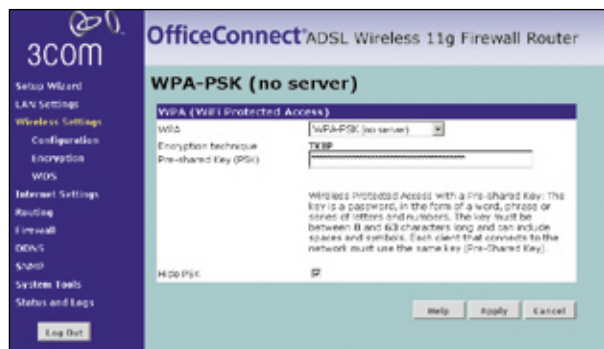 3COM
OfficeConnect® ADSL Wireless 11g Firewall Router
Setup Wizard
LAN Settings
Wireless Settings
Configuration
Encryption
WDS
Internet Settings
Routing
Firewall
DDNS
SNMP
System Tools
Status and Logs
Log Out
WPA-PSK (no server)
WPA (WiFi Protected Access)
WPA
WPA-PSK (no server)
Encryption technique
TKIP
Pre-shared Key (PSK)
Wireless Protected Access with a Pre-shared Key: The
key is a password, in the form of a word, phrase or
series of letters and numbers. The key must be
between 8 and 63 characters long and can include
spaces and symbols. Each client that connects to the
network must use the same key (Pre-Shared Key).
Hide PSK
Help
Apply
Cancel